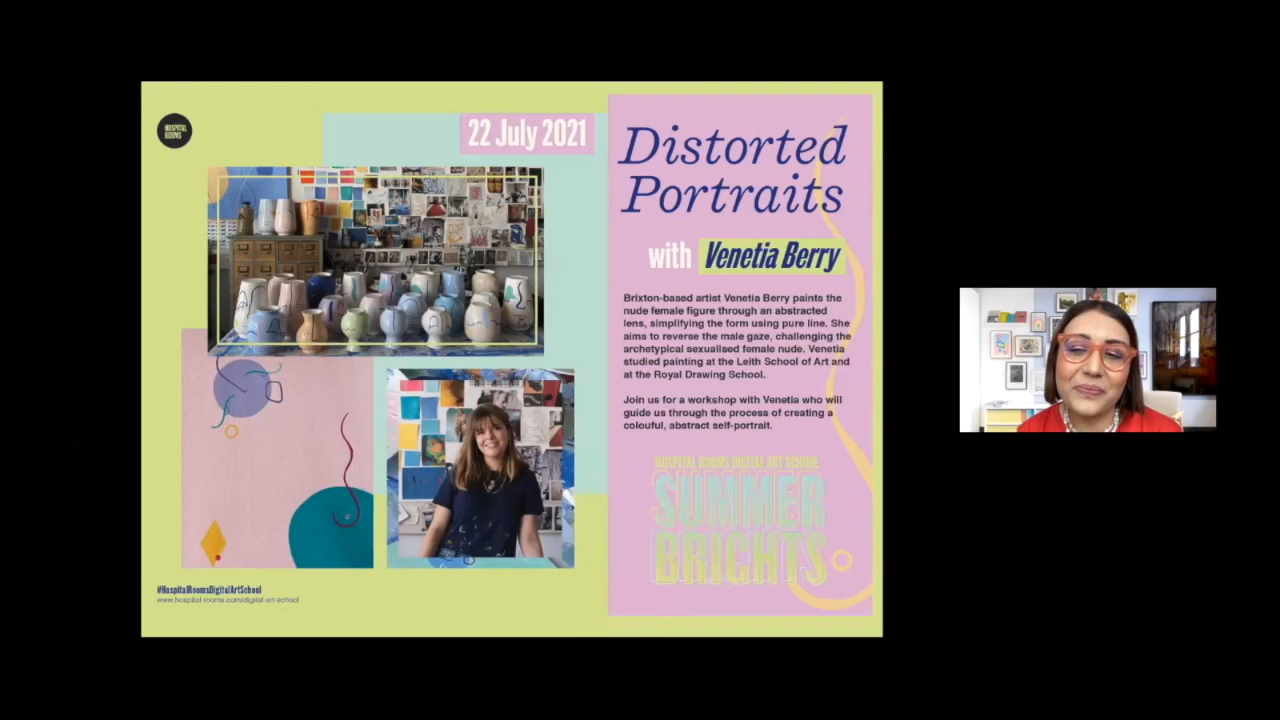 HOSPITAL
ROOMS
22 July 2021
Distorted
Portraits
with Venetia Berry
Brixton-based artist Venetia Berry paints the
nude female figure through an abstracted
lens, simplifying the form using pure line. She
aims to reverse the male gaze, challenging the
archetypical sexualised female nude. Venetia
studied painting at the Leith School of Art and
at the Royal Drawing School.
Join us for a workshop with Venetia who will
guide us through the process of creating a
colouful, abstract self-portrait.
HOSPITAL ROOMS DIGITAL ART SCHOOL
SUMMER
BRIGHTS
#HospitalRoomsDigitalArtSchool
www.hospital-rooms.com/digital-art-school